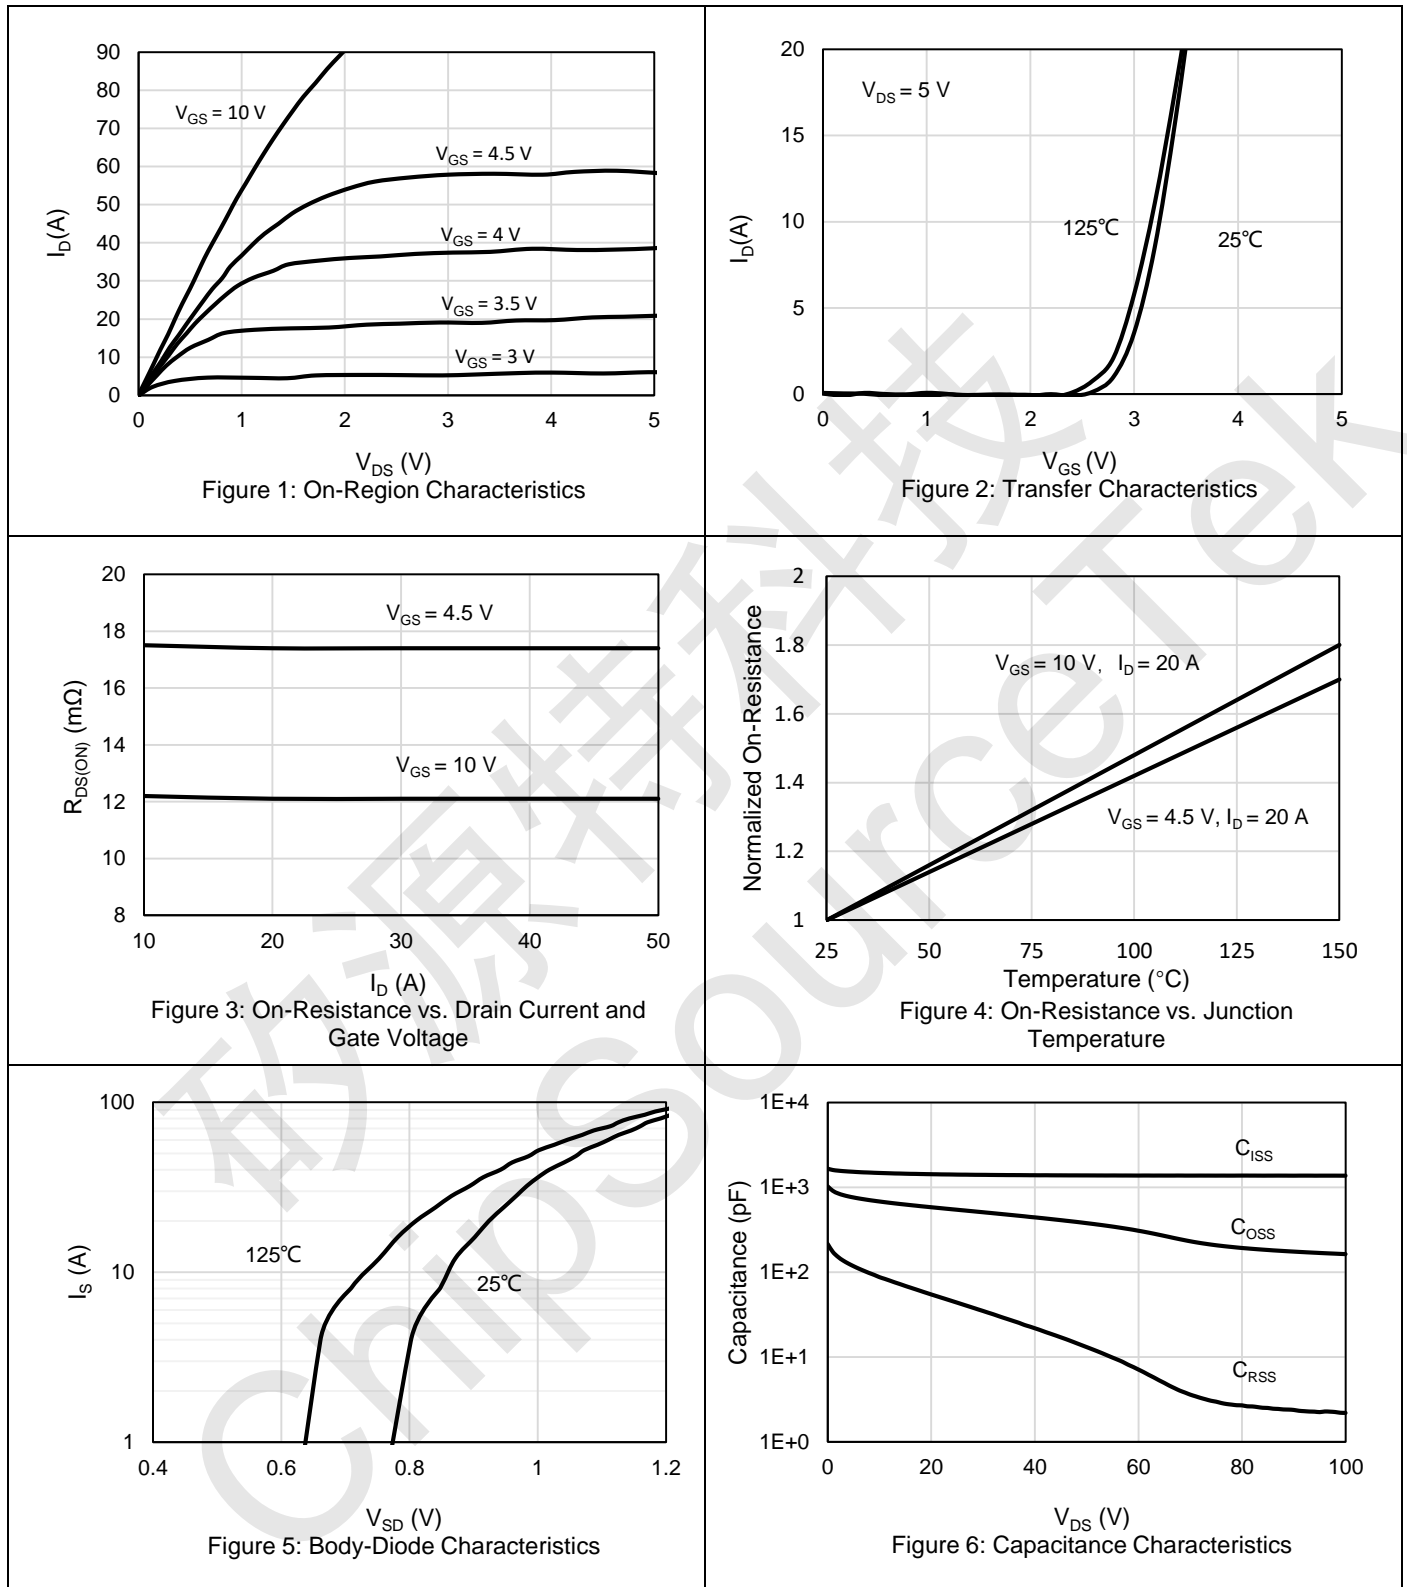 90
80
70
60
50
40
30
20
10
0
0 1 2 3 4 5
I_D(A)
V_GS = 10 V
V_GS = 4.5 V
V_GS = 4 V
V_GS = 3.5 V
V_GS = 3 V
V_DS (V)
Figure 1: On-Region Characteristics
20
15
10
5
0
0 1 2 3 4 5
I_D(A)
V_DS = 5 V
125℃
25℃
V_GS (V)
Figure 2: Transfer Characteristics
20
18
16
14
12
10
8
10 20 30 40 50
R_DS(ON) (mΩ)
V_GS = 4.5 V
V_GS = 10 V
I_D (A)
Figure 3: On-Resistance vs. Drain Current and
Gate Voltage
2
1.8
1.6
1.4
1.2
1
25 50 75 100 125 150
Normalized On-Resistance
V_GS = 10 V, I_D = 20 A
V_GS = 4.5 V, I_D = 20 A
Temperature (°C)
Figure 4: On-Resistance vs. Junction
Temperature
100
10
1
0.4 0.6 0.8 1 1.2
I_S (A)
125℃
25℃
V_SD (V)
Figure 5: Body-Diode Characteristics
1E+4
1E+3
1E+2
1E+1
1E+0
0 20 40 60 80 100
Capacitance (pF)
C_ISS
C_OSS
C_RSS
V_DS (V)
Figure 6: Capacitance Characteristics
矽源特科技
ChipSourceTek